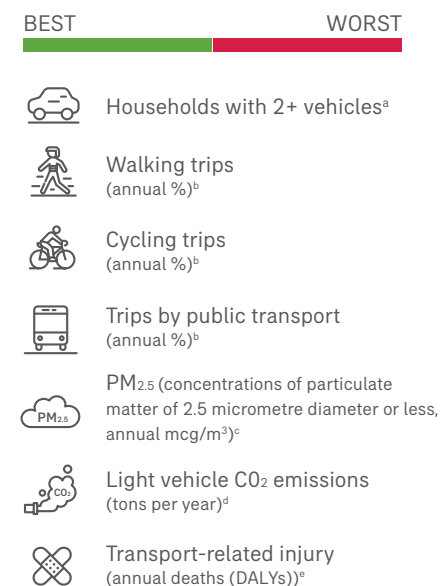 BEST WORST
Households with 2+ vehiclesᵃ
Walking trips
(annual %)ᵇ
Cycling trips
(annual %)ᵇ
Trips by public transport
(annual %)ᵇ
PM2.5 (concentrations of particulate
matter of 2.5 micrometre diameter or less,
annual mcg/m³)ᶜ
PM2.5
Light vehicle CO2 emissions
(tons per year)ᵈ
CO2
Transport-related injury
(annual deaths (DALYs))ᵉ